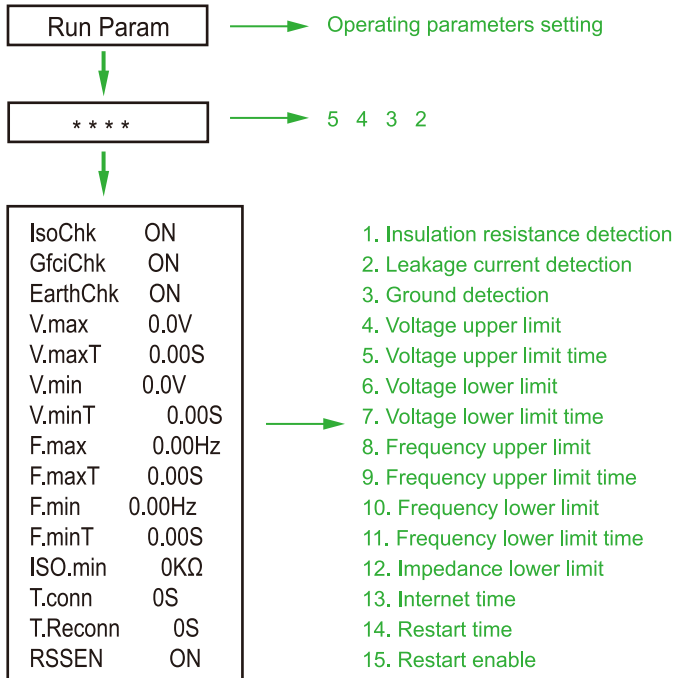 Run Param
Operating parameters setting
* * * *
5 4 3 2
IsoChk ON
GfciChk ON
EarthChk ON
V.max 0.0V
V.maxT 0.00S
V.min 0.0V
V.minT 0.00S
F.max 0.00Hz
F.maxT 0.00S
F.min 0.00Hz
F.minT 0.00S
ISO.min 0KΩ
T.conn 0S
T.Reconn 0S
RSSEN ON
1. Insulation resistance detection
2. Leakage current detection
3. Ground detection
4. Voltage upper limit
5. Voltage upper limit time
6. Voltage lower limit
7. Voltage lower limit time
8. Frequency upper limit
9. Frequency upper limit time
10. Frequency lower limit
11. Frequency lower limit time
12. Impedance lower limit
13. Internet time
14. Restart time
15. Restart enable